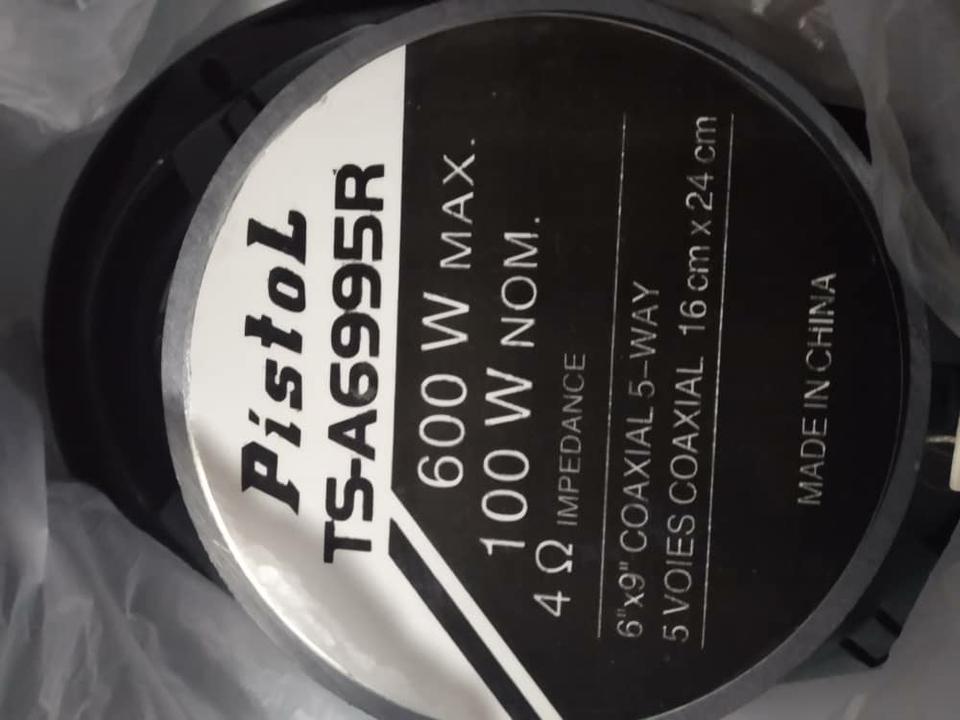 PistoL
TS-A6995R
600 W MAX.
100 W NOM.
4 Ω IMPEDANCE
6"x9" COAXIAL 5-WAY
5 VOIES COAXIAL 16 cm x 24 cm
MADE IN CHINA